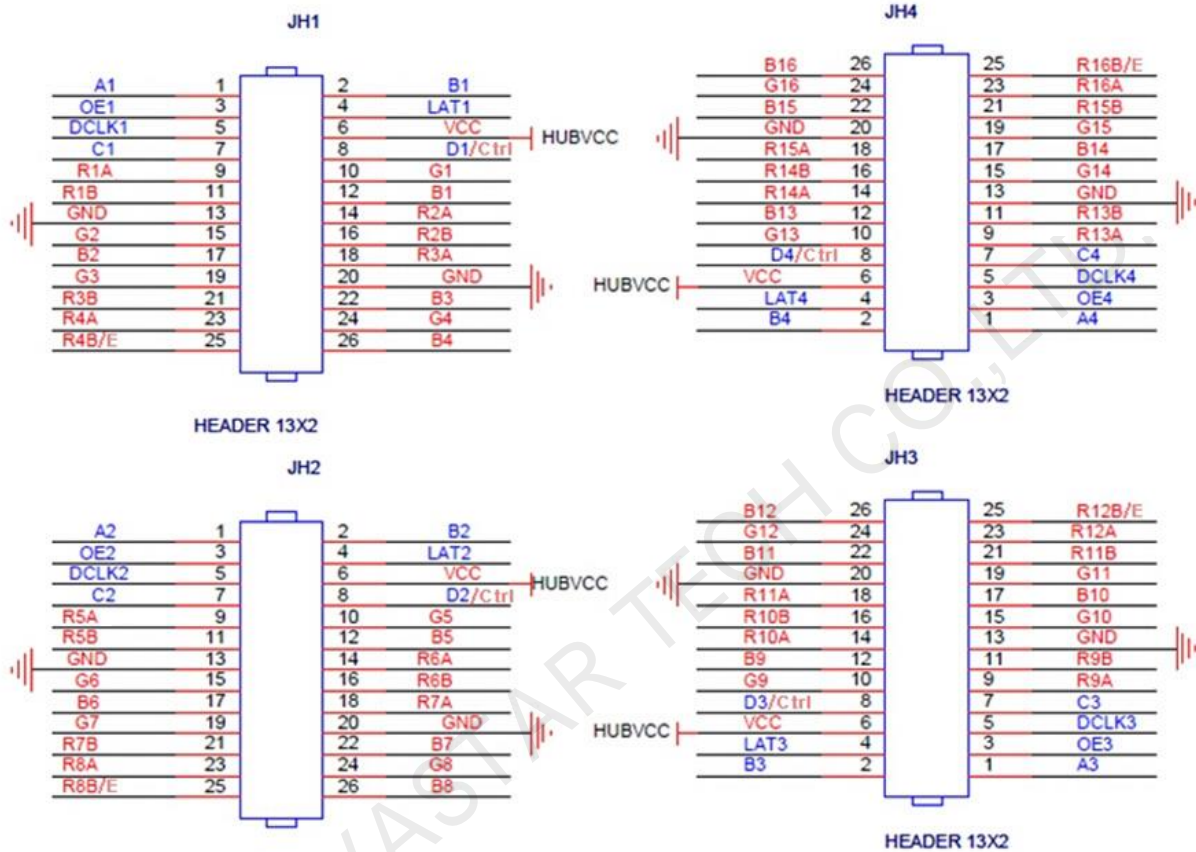 JH1
A1 1 2 B1
OE1 3 4 LAT1
DCLK1 5 6 VCC HUBVCC
C1 7 8 D1/Ctrl
R1A 9 10 G1
R1B 11 12 B1
GND 13 14 R2A
G2 15 16 R2B
B2 17 18 R3A
G3 19 20 GND
R3B 21 22 B3
R4A 23 24 G4
R4B/E 25 26 B4
HEADER 13X2
JH4
B16 26 25 R16B/E
G16 24 23 R16A
B15 22 21 R15B
GND 20 19 G15
R15A 18 17 B14
R14B 16 15 G14
R14A 14 13 GND
B13 12 11 R13B
G13 10 9 R13A
D4/Ctrl 8 7 C4
HUBVCC VCC 6 5 DCLK4
LAT4 4 3 OE4
B4 2 1 A4
HEADER 13X2
JH2
A2 1 2 B2
OE2 3 4 LAT2
DCLK2 5 6 VCC HUBVCC
C2 7 8 D2/Ctrl
R5A 9 10 G5
R5B 11 12 B5
GND 13 14 R6A
G6 15 16 R6B
B6 17 18 R7A
G7 19 20 GND
R7B 21 22 B7
R8A 23 24 G8
R8B/E 25 26 B8
JH3
B12 26 25 R12B/E
G12 24 23 R12A
B11 22 21 R11B
GND 20 19 G11
R11A 18 17 B10
R10B 16 15 G10
R10A 14 13 GND
B9 12 11 R9B
G9 10 9 R9A
D3/Ctrl 8 7 C3
HUBVCC VCC 6 5 DCLK3
LAT3 4 3 OE3
B3 2 1 A3
HEADER 13X2
VASTAR TECH CO.,LTD.